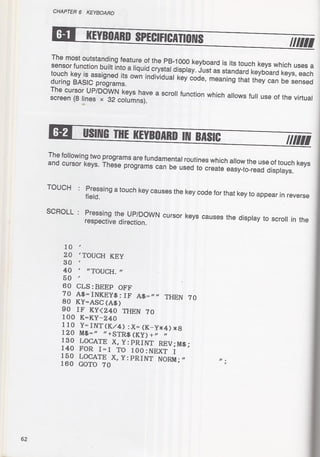 CHAPTER 6 KEYBOARD
6-1 KEYBOARD SPECIFICATIONS
The most outstanding feature of the PB-1000 keyboard is its touch keys which uses a
sensor function built into a liquid crystal display. Just as standard keyboard keys, each
touch key is assigned its own individual key code, meaning that they can be sensed
during BASIC programs.
The cursor UP/DOWN keys have a scroll function which allows full use of the virtual
screen (8 lines × 32 columns).
6-2 USING THE KEYBOARD IN BASIC
The following two programs are fundamental routines which allow the use of touch keys
and cursor keys. These programs can be used to create easy-to-read displays.
TOUCH : Pressing a touch key causes the key code for that key to appear in reverse
field.
SCROLL : Pressing the UP/DOWN cursor keys causes the display to scroll in the
respective direction.
10 '
20 'TOUCH KEY
30 '
40 ' "TOUCH. "
50 '
60 CLS:BEEP OFF
70 A$=INKEY$:IF A$="" THEN 70
80 KY=ASC(A$)
90 IF KY<240 THEN 70
100 K=KY-240
110 Y=INT(K/4):X=(K-Y*4)*8
120 M$=" "+STR$(KY)+" "
130 LOCATE X,Y:PRINT REV;M$;
140 FOR I=1 TO 100:NEXT I
150 LOCATE X,Y:PRINT NORM;" ";
160 GOTO 70
62